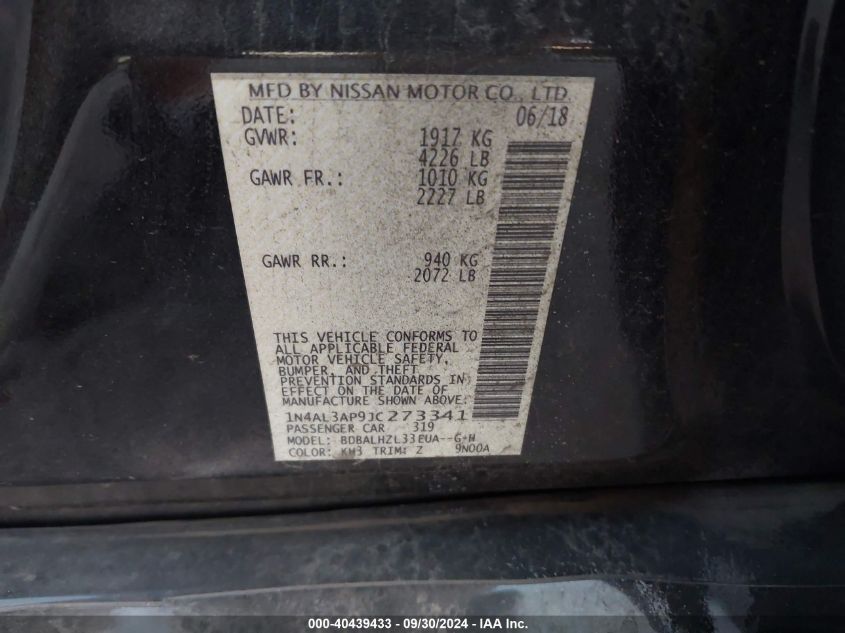 MFD BY NISSAN MOTOR CO., LTD.
DATE: 06/18
GVWR: 1917 KG
4226 LB
GAWR FR.: 1010 KG
2227 LB
GAWR RR.: 940 KG
2072 LB
THIS VEHICLE CONFORMS TO
ALL APPLICABLE FEDERAL
MOTOR VEHICLE SAFETY,
BUMPER, AND THEFT
PREVENTION STANDARDS IN
EFFECT ON THE DATE OF
MANUFACTURE SHOWN ABOVE.
1N4AL3AP9JC273341
PASSENGER CAR 319
MODEL: BDBALHZL33EUA--G-H
COLOR: KH3 TRIM: Z 9N00A
000-40439433 - 09/30/2024 - IAAI.com